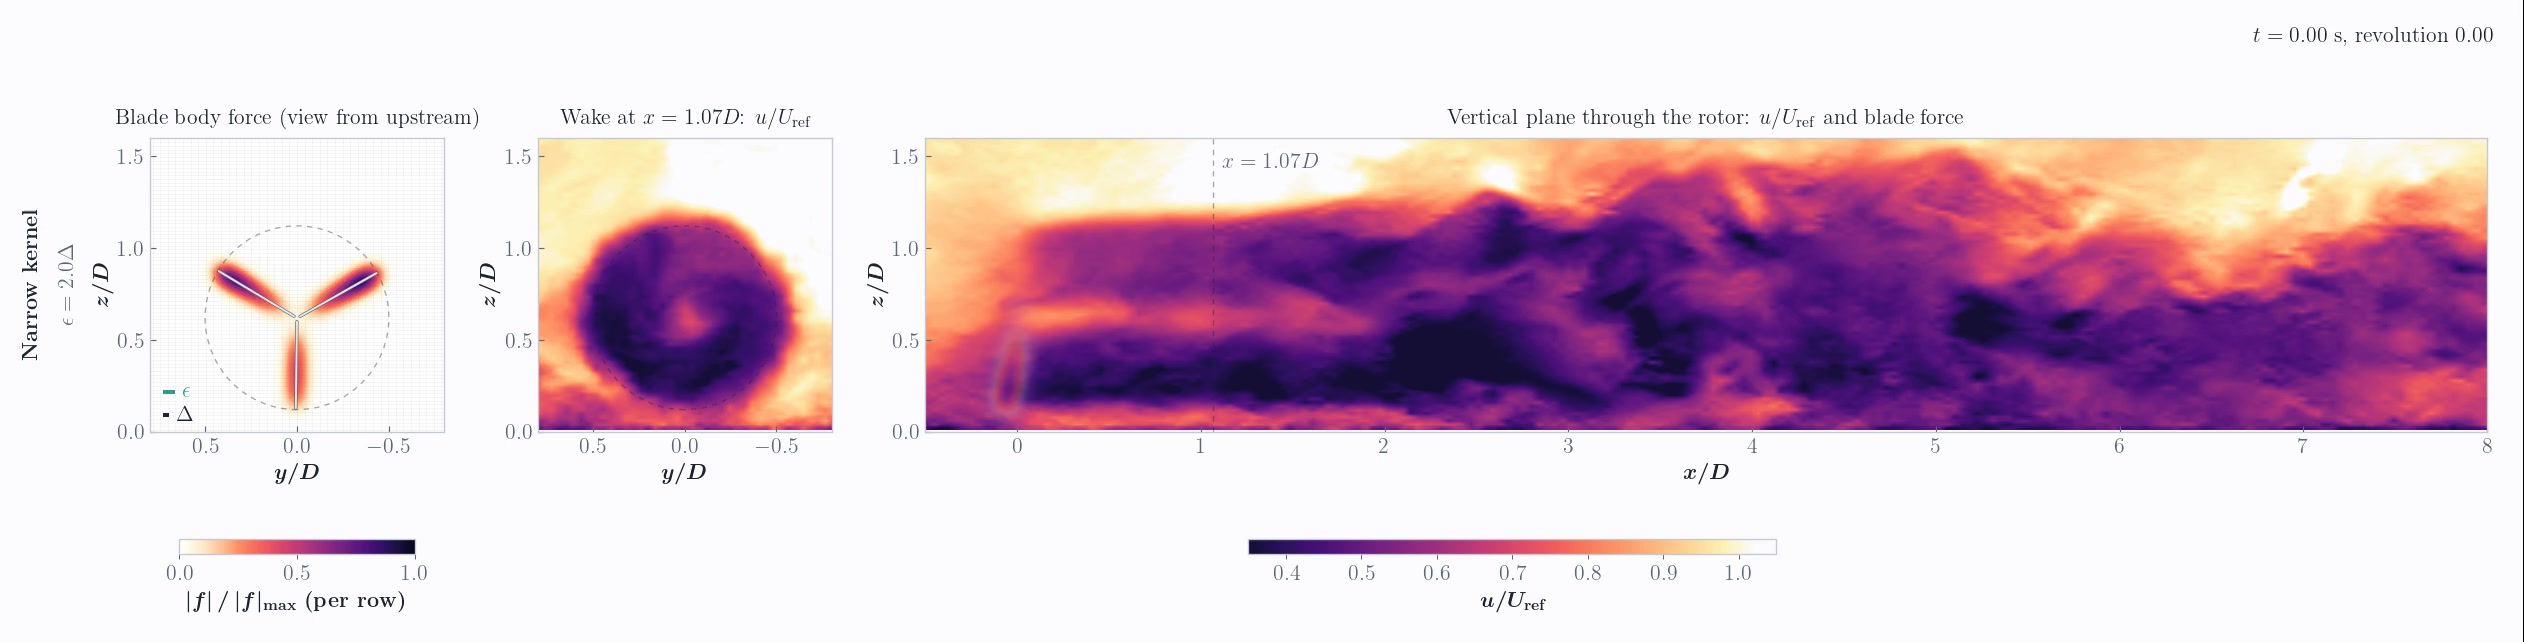 t = 0.00 s, revolution 0.00
Blade body force (view from upstream)
Wake at x = 1.07D: u/U_ref
Vertical plane through the rotor: u/U_ref and blade force
Narrow kernel
ϵ = 2.0Δ
z/D
1.5
1.0
0.5
0.0
ϵ
Δ
0.5 0.0 −0.5
y/D
z/D
1.5
1.0
0.5
0.0
0.5 0.0 −0.5
y/D
z/D
1.5
1.0
0.5
0.0
x = 1.07D
0 1 2 3 4 5 6 7 8
x/D
0.0 0.5 1.0
|f| / |f|_max (per row)
0.4 0.5 0.6 0.7 0.8 0.9 1.0
u/U_ref